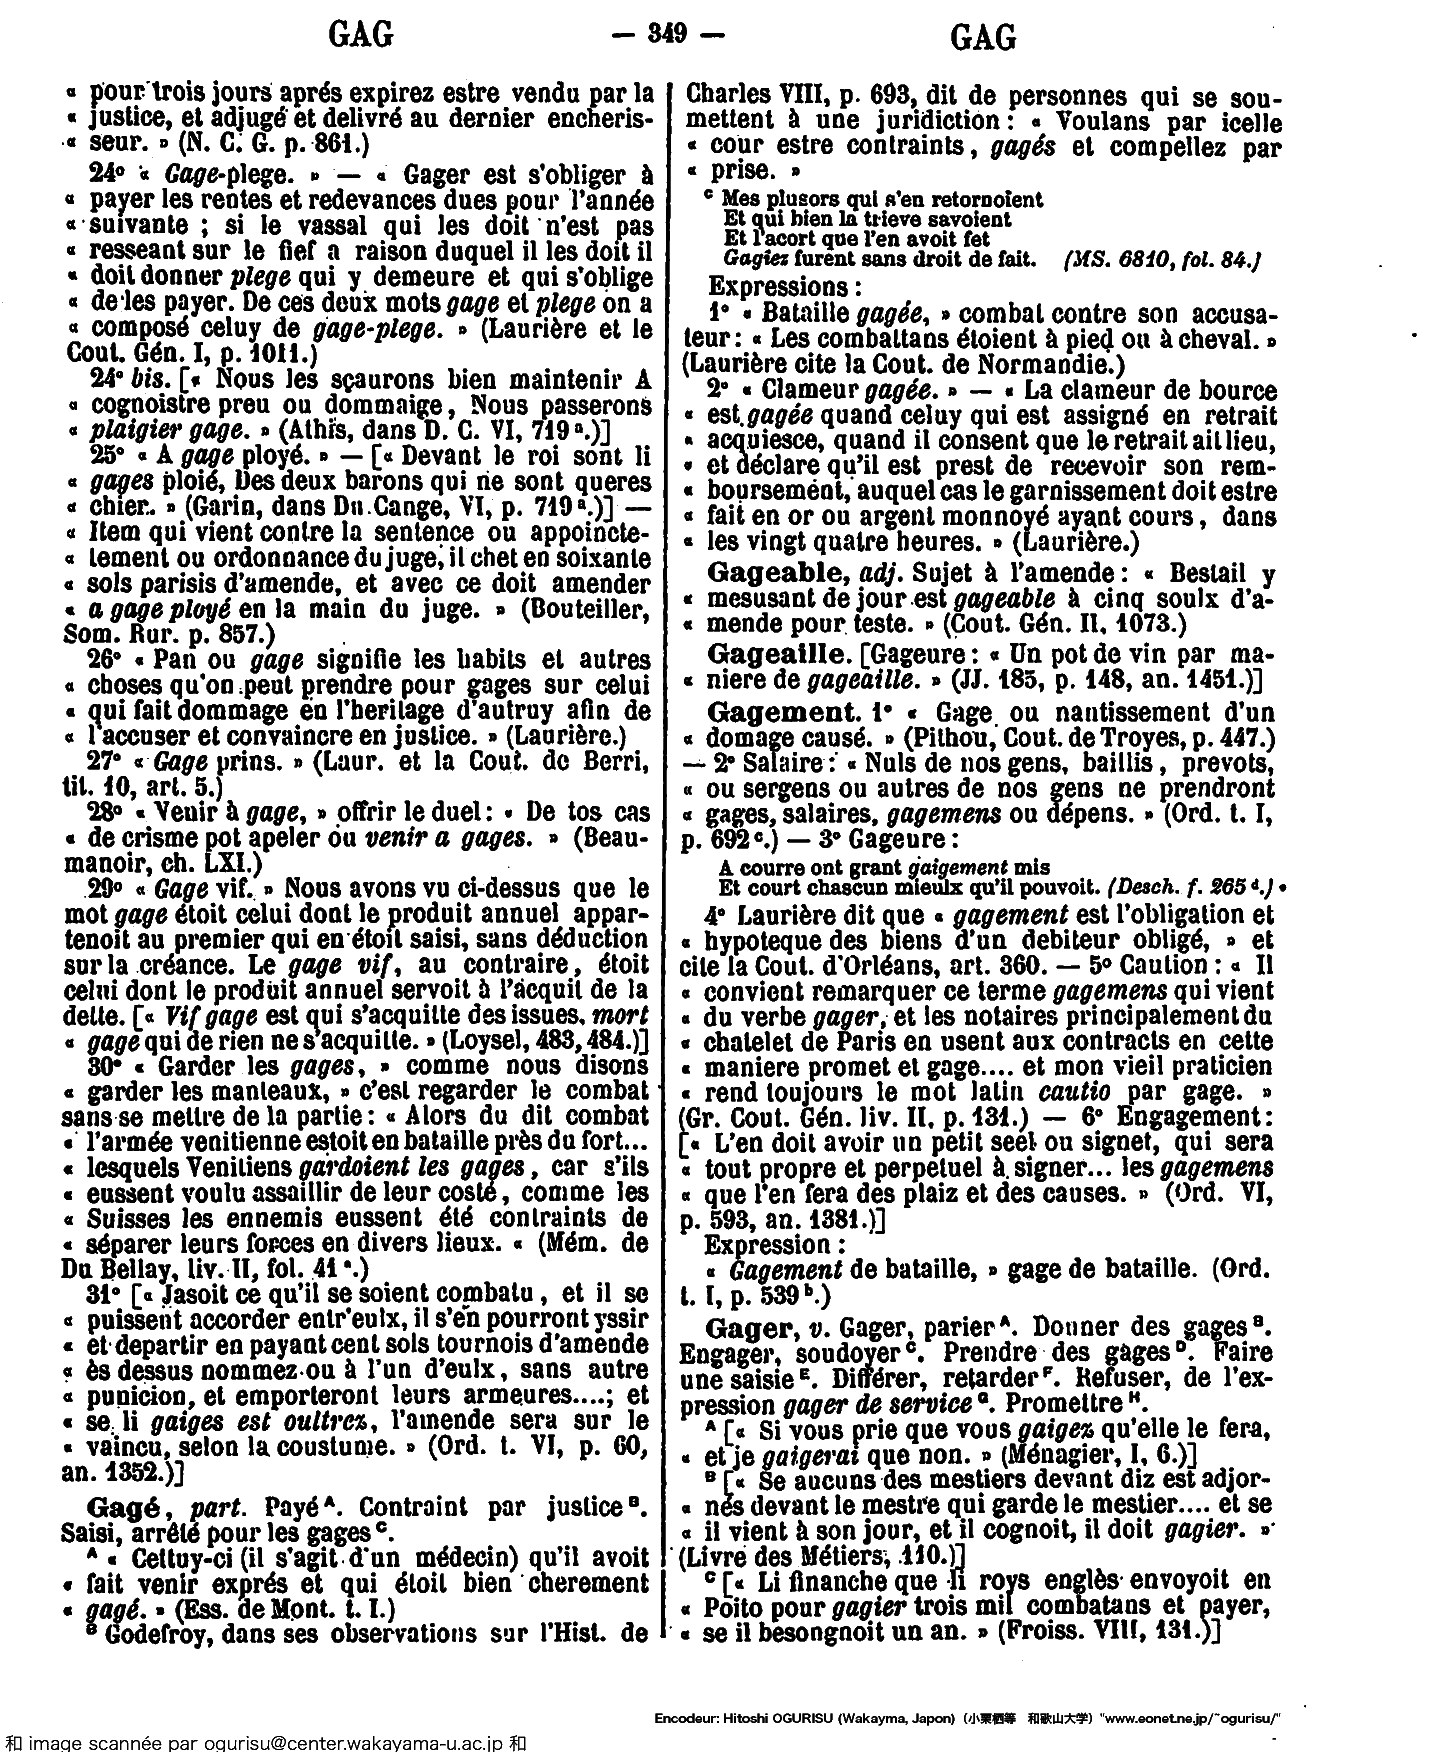 GAG
— 349 —
GAG
« pour trois jours aprés expirez estre vendu par la
« justice, et adjugé et delivré au dernier encheris-
« seur. » (N. C. G. p. 861.)
24º « Gage-plege. » — « Gager est s'obliger à
« payer les rentes et redevances dues pour l'année
« suivante ; si le vassal qui les doit n'est pas
« resseant sur le fief a raison duquel il les doit il
« doit donner plege qui y demeure et qui s'oblige
« de les payer. De ces deux mots gage et plege on a
« composé celuy de gage-plege. » (Laurière et le
Cout. Gén. I, p. 1011.)
24º bis. [« Nous les sçaurons bien maintenir A
« cognoistre preu ou dommaige, Nous passerons
« plaigier gage. » (Athis, dans D. C. VI, 719ª.)]
25º « A gage ployé. » — [« Devant le roi sont li
« gages ploié, Des deux barons qui ne sont queres
« chier. » (Garin, dans Du Cange, VI, p. 719ª.)] —
« Item qui vient contre la sentence ou appoincte-
« tement ou ordonnance du juge, il chet en soixante
« sols parisis d'amende, et avec ce doit amender
« a gage ployé en la main du juge. » (Bouteiller,
Som. Rur. p. 857.)
26º « Pan ou gage signifie les habits et autres
« choses qu'on peut prendre pour gages sur celui
« qui fait dommage en l'heritage d'autruy afin de
« l'accuser et convaincre en justice. » (Laurière.)
27º « Gage prins. » (Laur. et la Cout. de Berri,
tit. 10, art. 5.)
28º « Venir à gage, » offrir le duel : « De tos cas
« de crisme pot apeler ou venir a gages. » (Beau-
manoir, ch. LXI.)
29º « Gage vif. » Nous avons vu ci-dessus que le
mot gage étoit celui dont le produit annuel appar-
tenoit au premier qui en étoit saisi, sans déduction
sur la créance. Le gage vif, au contraire, étoit
celui dont le produit annuel servoit à l'acquit de la
dette. [« Vif gage est qui s'acquitte des issues, mort
« gage qui de rien ne s'acquitte. » (Loysel, 483, 484.)]
30º « Garder les gages, » comme nous disons
« garder les manteaux, » c'est regarder le combat
sans se mettre de la partie : « Alors du dit combat
« l'armée venitienne estoit en bataille près du fort...
« lesquels Venitiens gardoient les gages, car s'ils
« eussent voulu assaillir de leur costé, comme les
« Suisses les ennemis eussent été contraints de
« séparer leurs forces en divers lieux. « (Mém. de
Du Bellay, liv. II, fol. 41ª.)
31º [« Jasoit ce qu'il se soient combatu, et il se
« puissent accorder entr'eulx, il s'en pourront yssir
« et departir en payant cent sols tournois d'amende
« ès dessus nommez ou à l'un d'eulx, sans autre
« punicion, et emporteront leurs armeures....; et
« se li gaiges est oultrez, l'amende sera sur le
« vaincu, selon la coustume. » (Ord. t. VI, p. 60,
an. 1352.)]
Gagé, part. Payé ᴬ. Contraint par justice ᴮ.
Saisi, arrêté pour les gages ᶜ.
ᴬ « Cettuy-ci (il s'agit d'un médecin) qu'il avoit
« fait venir exprés et qui étoit bien cherement
« gagé. » (Ess. de Mont. t. I.)
ᴮ Godefroy, dans ses observations sur l'Hist. de
Charles VIII, p. 693, dit de personnes qui se sou-
mettent à une juridiction : « Voulans par icelle
« cour estre contraints, gagés et compellez par
« prise. »
ᶜ Mes plusors qui s'en retornoient
Et qui bien la trieve savoient
Et l'acort que l'en avoit fet
Gagiez furent sans droit de fait. (MS. 6810, fol. 84.)
Expressions :
1º « Bataille gagée, » combat contre son accusa-
teur : « Les combattans étoient à pied ou à cheval. »
(Laurière cite la Cout. de Normandie.)
2º « Clameur gagée. » — « La clameur de bource
« est gagée quand celuy qui est assigné en retrait
« acquiesce, quand il consent que le retrait ait lieu,
« et déclare qu'il est prest de recevoir son rem-
« boursement, auquel cas le garnissement doit estre
« fait en or ou argent monnoyé ayant cours, dans
« les vingt quatre heures. » (Laurière.)
Gageable, adj. Sujet à l'amende : « Bestail y
« mesusant de jour est gageable à cinq soulx d'a-
« mende pour teste. » (Cout. Gén. II, 1073.)
Gageaille. [Gageure : « Un pot de vin par ma-
« niere de gageaille. » (JJ. 185, p. 148, an. 1451.)]
Gagement. 1º « Gage ou nantissement d'un
« domage causé. » (Pithou, Cout. de Troyes, p. 447.)
— 2º Salaire : « Nuls de nos gens, baillis, prevots,
« ou sergens ou autres de nos gens ne prendront
« gages, salaires, gagemens ou dépens. » (Ord. t. I,
p. 692 ᶜ.) — 3º Gageure :
A courre ont grant gaigement mis
Et court chascun mieulx qu'il pouvoit. (Desch. f. 265 ᵈ.)
4º Laurière dit que « gagement est l'obligation et
« hypoteque des biens d'un debiteur obligé, » et
cite la Cout. d'Orléans, art. 360. — 5º Caution : « Il
« convient remarquer ce terme gagemens qui vient
« du verbe gager, et les notaires principalement du
« chatelet de Paris en usent aux contracts en cette
« maniere promet et gage.... et mon vieil praticien
« rend toujours le mot latin cautio par gage. »
(Gr. Cout. Gén. liv. II, p. 131.) — 6º Engagement :
[« L'en doit avoir un petit seel ou signet, qui sera
« tout propre et perpetuel à signer... les gagemens
« que l'en fera des plaiz et des causes. » (Ord. VI,
p. 593, an. 1381.)]
Expression :
« Gagement de bataille, » gage de bataille. (Ord.
t. I, p. 539 ᵇ.)
Gager, v. Gager, parier ᴬ. Donner des gages ᴮ.
Engager, soudoyer ᶜ. Prendre des gages ᴰ. Faire
une saisie ᴱ. Différer, retarder ᶠ. Refuser, de l'ex-
pression gager de service ᴳ. Promettre ᴴ.
ᴬ [« Si vous prie que vous gaigez qu'elle le fera,
« et je gaigerai que non. » (Ménagier, I, 6.)]
ᴮ [« Se aucuns des mestiers devant diz est adjor-
« nés devant le mestre qui garde le mestier.... et se
« il vient à son jour, et il cognoit, il doit gagier. »
(Livre des Métiers, 110.)]
ᶜ [« Li finanche que li roys englès envoyoit en
« Poito pour gagier trois mil combatans et payer,
« se il besongnoit un an. » (Froiss. VIII, 131.)]
Encodeur: Hitoshi OGURISU (Wakayma, Japon) (小栗栖等 和歌山大学) "www.eonet.ne.jp/~ogurisu/"
和 image scannée par ogurisu@center.wakayama-u.ac.jp 和